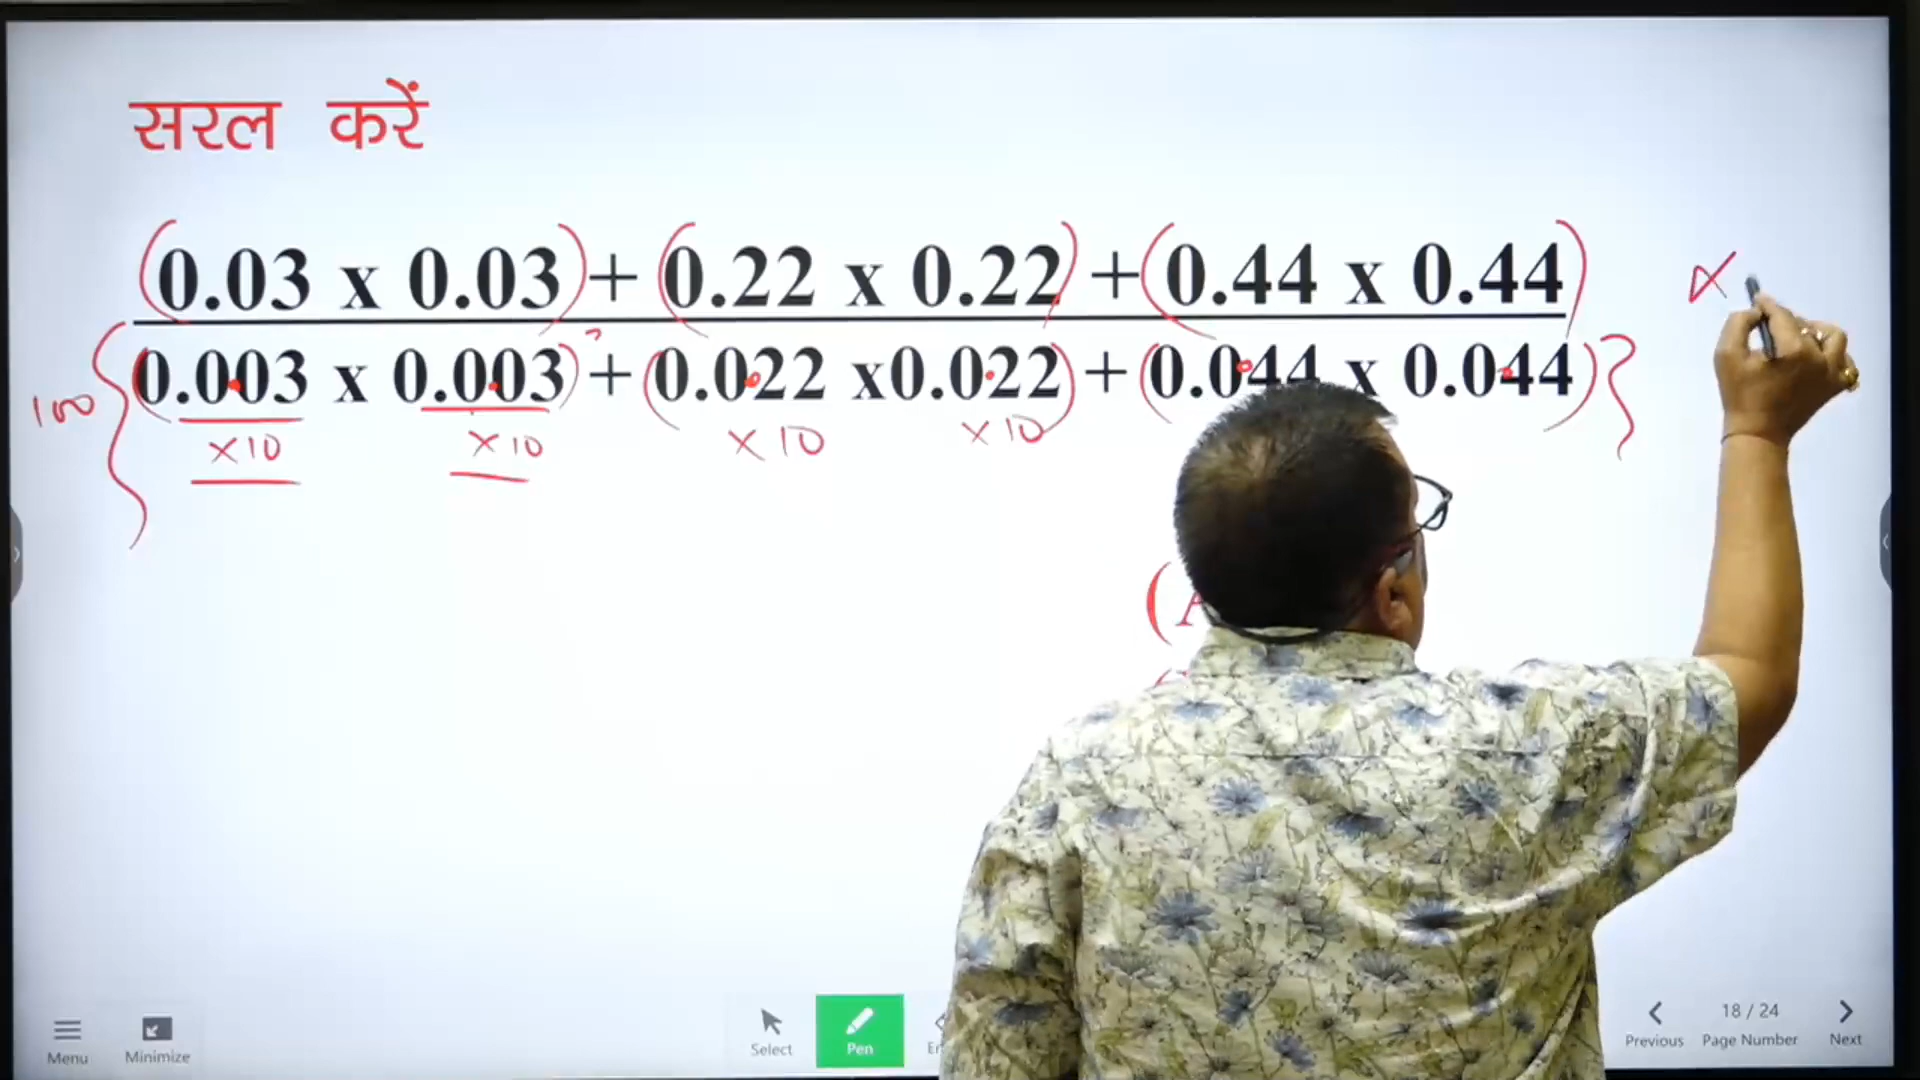 सरल करें
(0.03 x 0.03) + (0.22 x 0.22) + (0.44 x 0.44)
100 {(0.003 x 0.003) + (0.022 x0.022) + (0.044 x 0.044)}
x10 x10 x10 x10
(A
Menu Minimize Select Pen Previous 18 / 24 Page Number Next